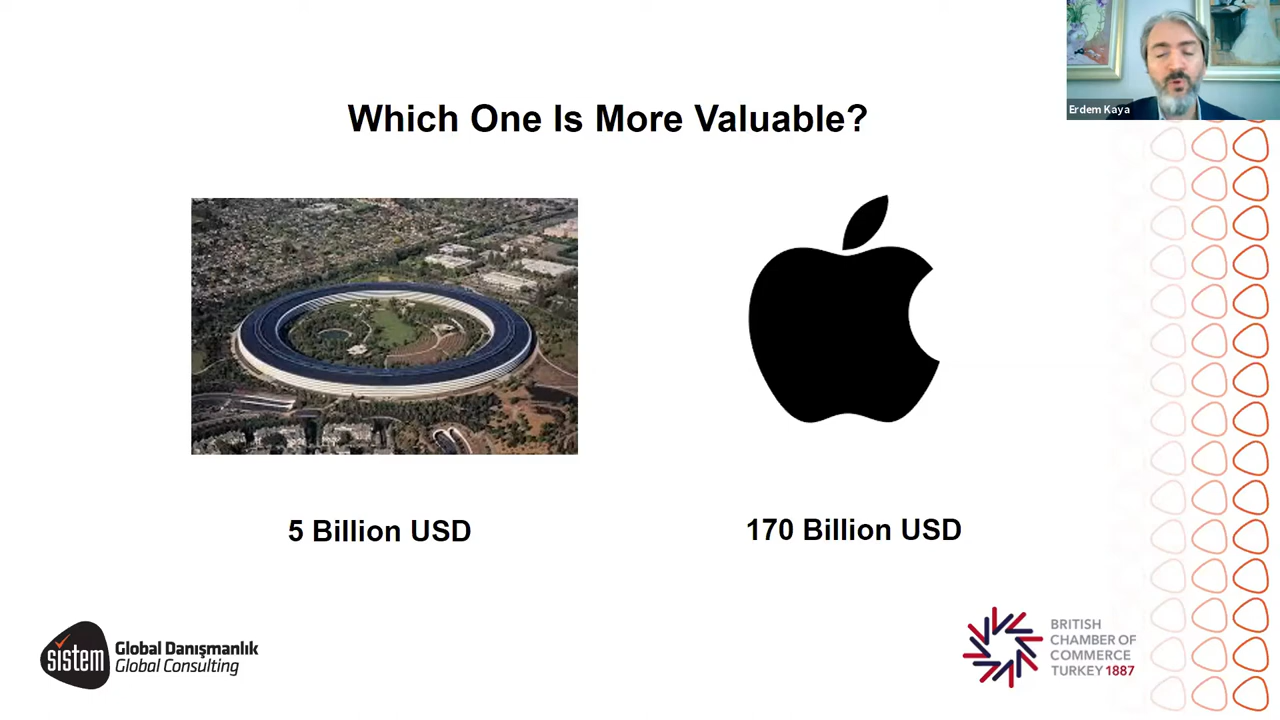 Which One Is More Valuable?
Erdem Kaya
5 Billion USD
170 Billion USD
sistem
Global Danışmanlık
Global Consulting
BRITISH
CHAMBER OF
COMMERCE
TURKEY 1887